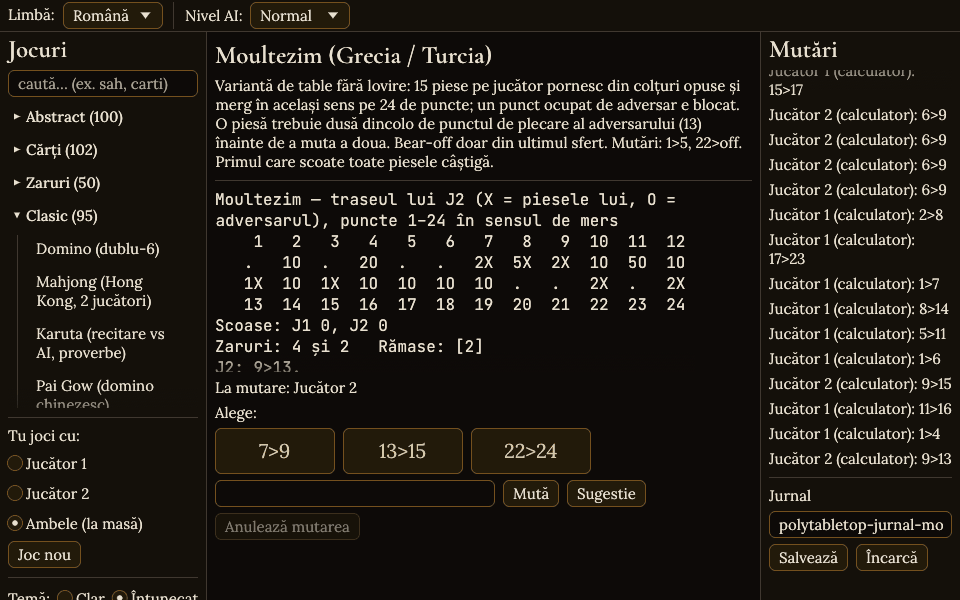 Limbă: Română Nivel AI: Normal
Jocuri
caută... (ex. sah, carti)
Abstract (100)
Cărți (102)
Zaruri (50)
Clasic (95)
Domino (dublu-6)
Mahjong (Hong
Kong, 2 jucători)
Karuta (recitare vs
AI, proverbe)
Pai Gow (domino
chinezesc)
Tu joci cu:
Jucător 1
Jucător 2
Ambele (la masă)
Joc nou
Temă: Clar Întunecat
Moultezim (Grecia / Turcia)
Variantă de table fără lovire: 15 piese pe jucător pornesc din colțuri opuse și
merg în același sens pe 24 de puncte; un punct ocupat de adversar e blocat.
O piesă trebuie dusă dincolo de punctul de plecare al adversarului (13)
înainte de a muta a doua. Bear-off doar din ultimul sfert. Mutări: 1>5, 22>off.
Primul care scoate toate piesele câștigă.
Moultezim — traseul lui J2 (X = piesele lui, O =
adversarul), puncte 1–24 în sensul de mers
1 2 3 4 5 6 7 8 9 10 11 12
. 1O . 2O . . 2X 5X 2X 1O 5O 1O
1X 1O 1X 1O 1O 1O 1O . . 2X . 2X
13 14 15 16 17 18 19 20 21 22 23 24
Scoase: J1 0, J2 0
Zaruri: 4 și 2 Rămase: [2]
J2: 9>13.
La mutare: Jucător 2
Alege:
7>9 13>15 22>24
Mută Sugestie
Anulează mutarea
Mutări
Jucător 1 (calculator):
15>17
Jucător 2 (calculator): 6>9
Jucător 2 (calculator): 6>9
Jucător 2 (calculator): 6>9
Jucător 2 (calculator): 6>9
Jucător 1 (calculator): 2>8
Jucător 1 (calculator):
17>23
Jucător 1 (calculator): 1>7
Jucător 1 (calculator): 8>14
Jucător 1 (calculator): 5>11
Jucător 1 (calculator): 1>6
Jucător 2 (calculator): 9>15
Jucător 1 (calculator): 11>16
Jucător 1 (calculator): 1>4
Jucător 2 (calculator): 9>13
Jurnal
polytabletop-jurnal-mo
Salvează Încarcă